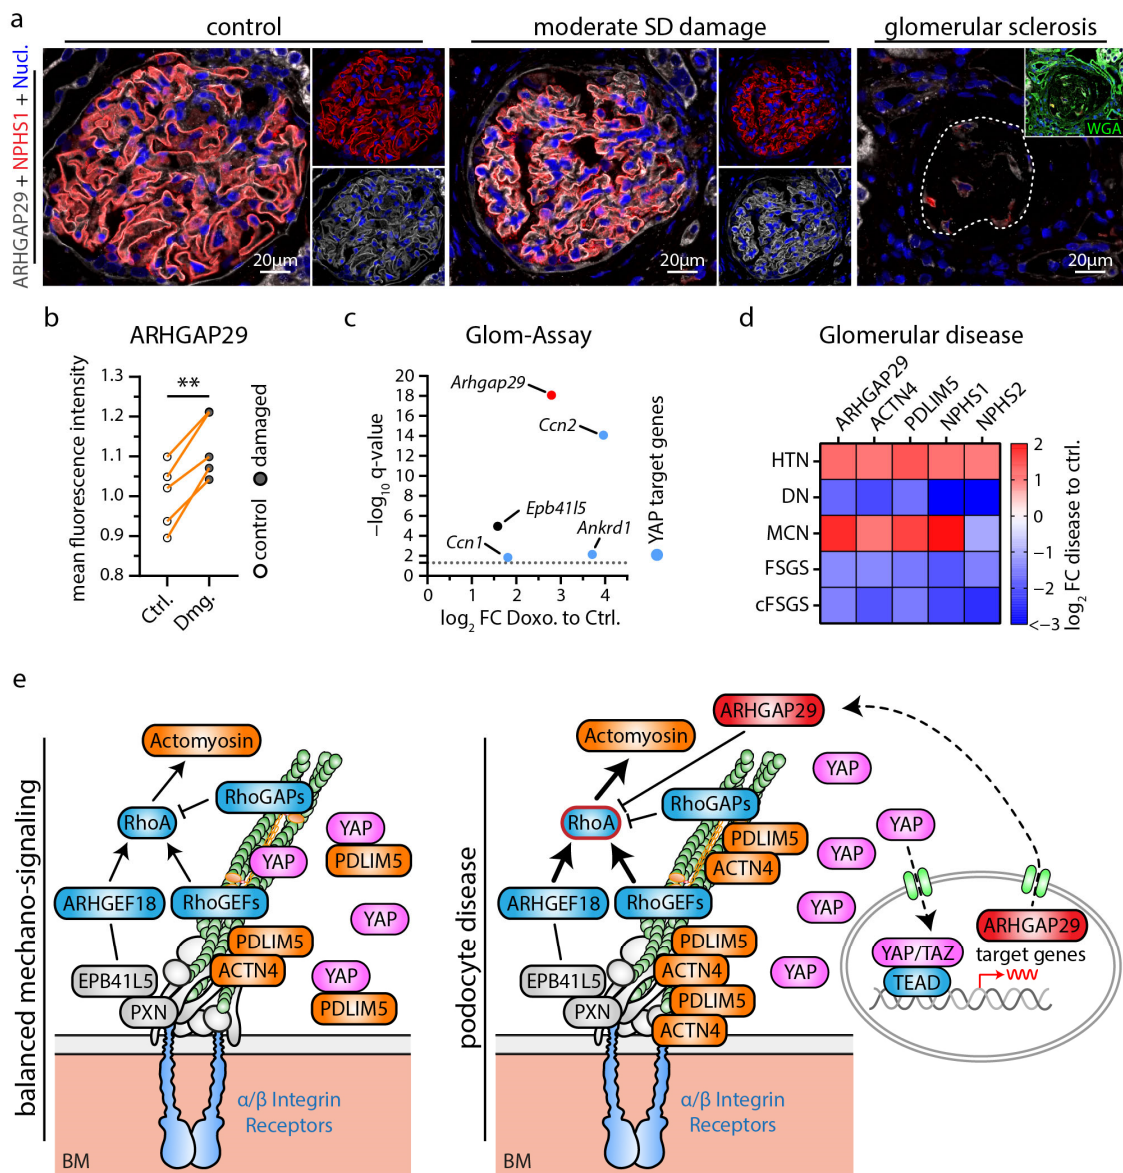 a
control
moderate SD damage
glomerular sclerosis
ARHGAP29 + NPHS1 + Nucl.
WGA
20µm
20µm
20µm
b
ARHGAP29
mean fluorescence intensity
1.3
1.2
1.1
1.0
0.9
0.8
**
Ctrl.
Dmg.
control
damaged
c
Glom-Assay
−log10 q-value
20
18
16
14
12
10
8
6
4
2
0
Arhgap29
Ccn2
Epb41l5
Ccn1
Ankrd1
0 1 2 3 4
log2 FC Doxo. to Ctrl.
YAP target genes
d
Glomerular disease
ARHGAP29
ACTN4
PDLIM5
NPHS1
NPHS2
HTN
DN
MCN
FSGS
cFSGS
2
1
0
−1
−2
<−3
log2 FC disease to ctrl.
e
balanced mechano-signaling
Actomyosin
RhoGAPs
RhoA
YAP
PDLIM5
YAP
ARHGEF18
RhoGEFs
YAP
PDLIM5
EPB41L5
ACTN4
YAP
PXN
PDLIM5
α/β Integrin
Receptors
BM
podocyte disease
ARHGAP29
Actomyosin
YAP
RhoGAPs
RhoA
YAP
PDLIM5
YAP
ACTN4
ARHGEF18
RhoGEFs
YAP
ARHGAP29
PDLIM5
YAP/TAZ
target genes
EPB41L5
ACTN4
YAP
TEAD
PXN
PDLIM5
ACTN4
α/β Integrin
Receptors
BM